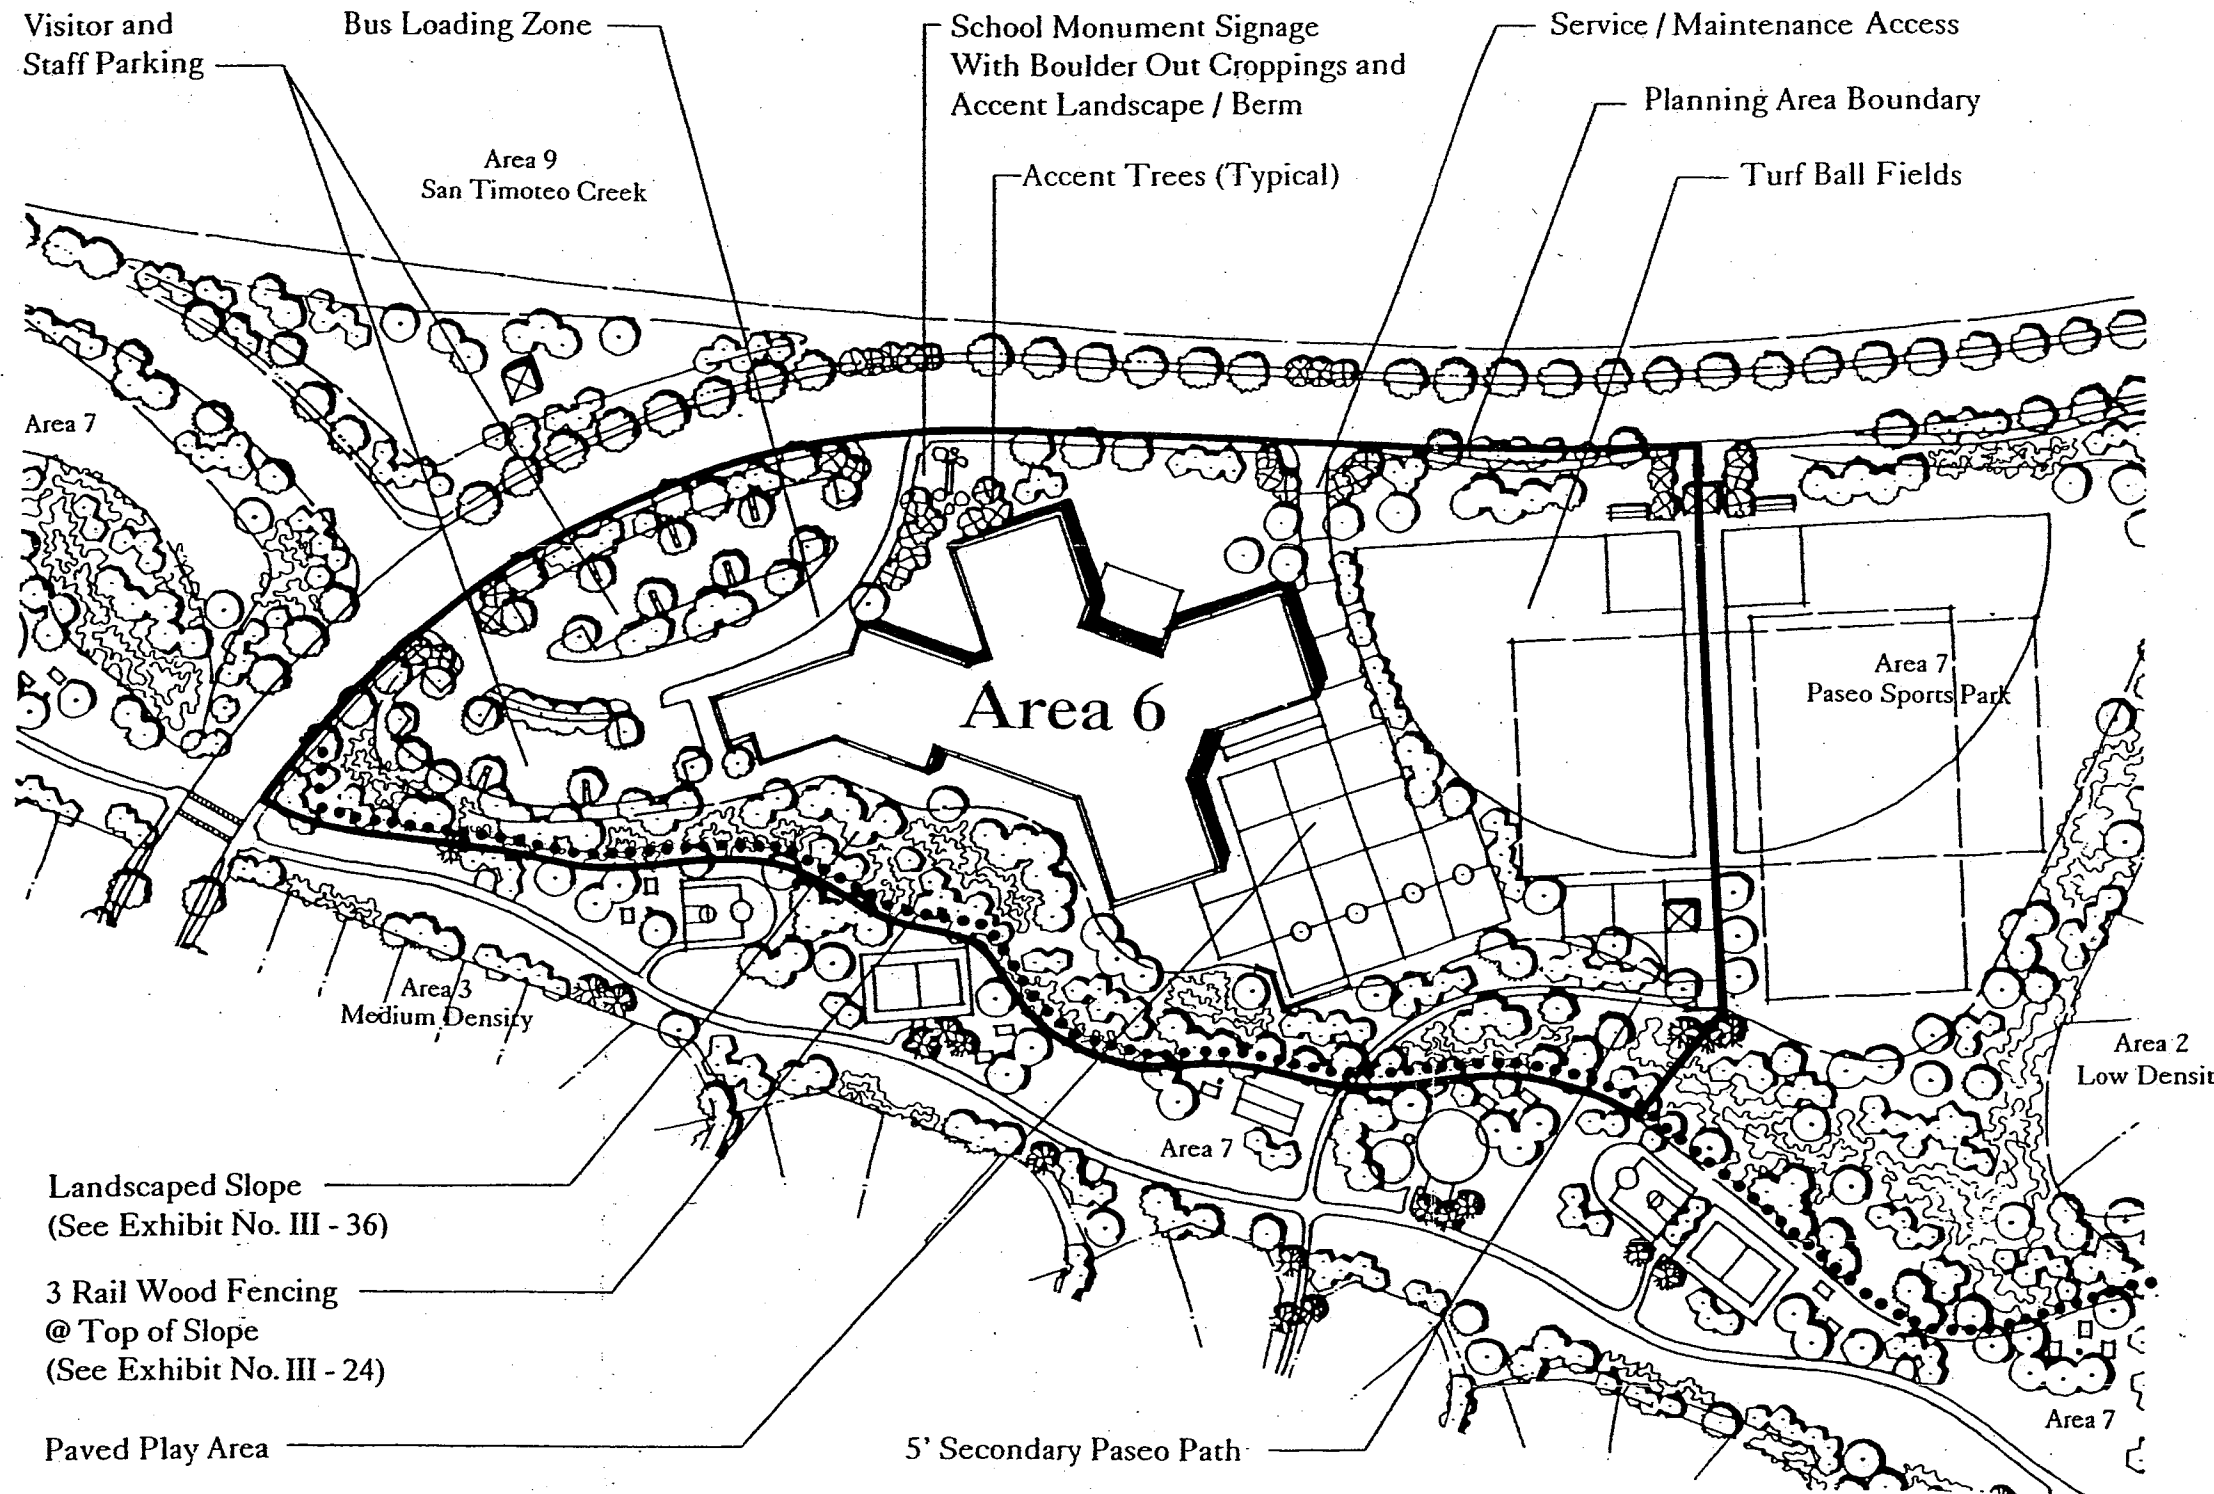 Visitor and
Staff Parking
Bus Loading Zone
School Monument Signage
With Boulder Out Croppings and
Accent Landscape / Berm
Service / Maintenance Access
Planning Area Boundary
Accent Trees (Typical)
Turf Ball Fields
Area 9
San Timoteo Creek
Area 7
Area 6
Area 7
Paseo Sports Park
Area 3
Medium Density
Area 2
Low Densit
Area 7
Landscaped Slope
(See Exhibit No. III - 36)
3 Rail Wood Fencing
@ Top of Slope
(See Exhibit No. III - 24)
Area 7
Paved Play Area
5' Secondary Paseo Path